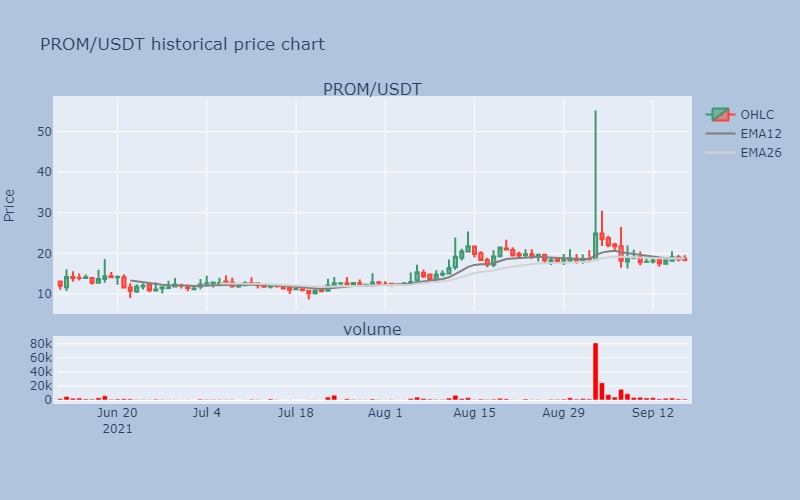 PROM/USDT historical price chart
PROM/USDT
OHLC
EMA12
EMA26
Price
50
40
30
20
10
volume
80k
60k
40k
20k
0
Jun 20
2021
Jul 4
Jul 18
Aug 1
Aug 15
Aug 29
Sep 12